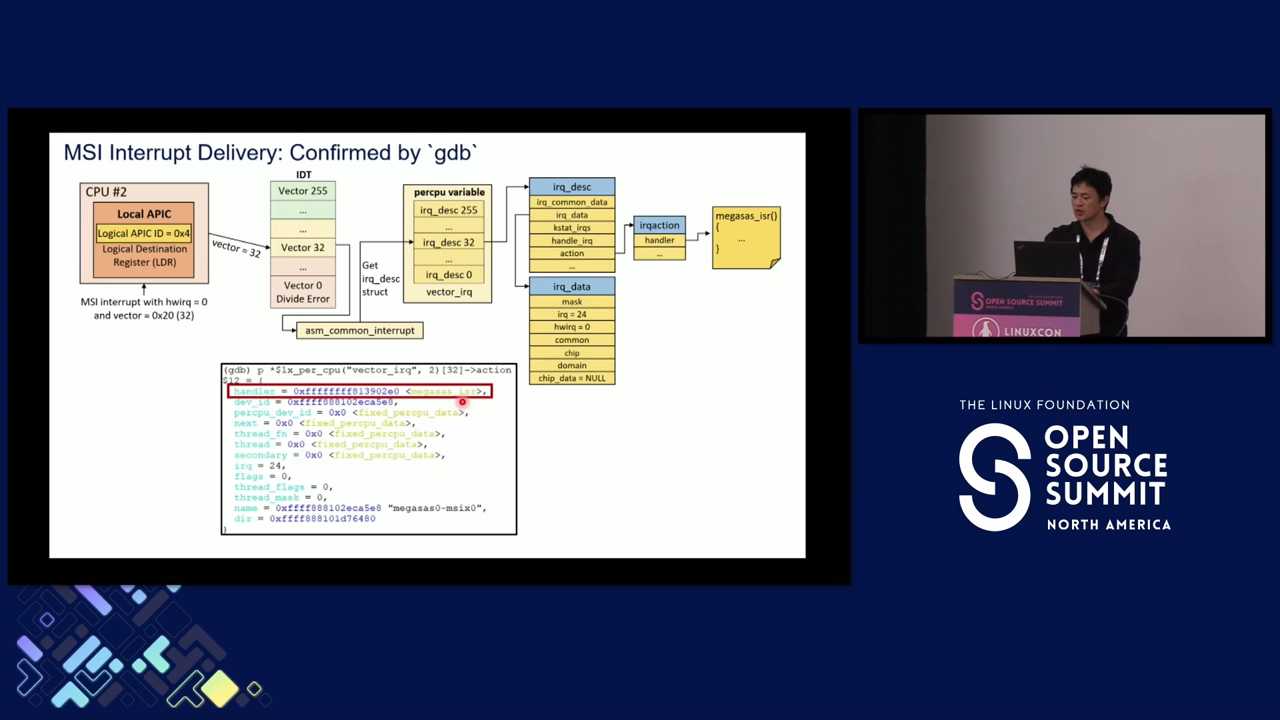 MSI Interrupt Delivery: Confirmed by `gdb`
CPU #2
Local APIC
Logical APIC ID = 0x4
Logical Destination
Register (LDR)
MSI interrupt with hwirq = 0
and vector = 0x20 (32)
vector = 32
IDT
Vector 255
...
...
Vector 32
...
Vector 0
Divide Error
asm_common_interrupt
Get
irq_desc
struct
percpu variable
irq_desc 255
...
irq_desc 32
...
irq_desc 0
vector_irq
irq_desc
irq_common_data
irq_data
kstat_irqs
handle_irq
action
...
irq_data
mask
irq = 24
hwirq = 0
common
chip
domain
chip_data = NULL
irqaction
handler
...
megasas_isr()
{
...
}
(gdb) p *$lx_per_cpu("vector_irq", 2)[32]->action
$12 = {
handler = 0xffffffff813902e0 <megasas_isr>,
dev_id = 0xffff888102eca5e8,
percpu_dev_id = 0x0 <fixed_percpu_data>,
next = 0x0 <fixed_percpu_data>,
thread_fn = 0x0 <fixed_percpu_data>,
thread = 0x0 <fixed_percpu_data>,
secondary = 0x0 <fixed_percpu_data>,
irq = 24,
flags = 0,
thread_flags = 0,
thread_mask = 0,
name = 0xffff888102eca5e8 "megasas0-msix0",
dir = 0xffff888101d76480
}
OPEN SOURCE SUMMIT
LINUXCON
THE LINUX FOUNDATION
OPEN
SOURCE
SUMMIT
NORTH AMERICA